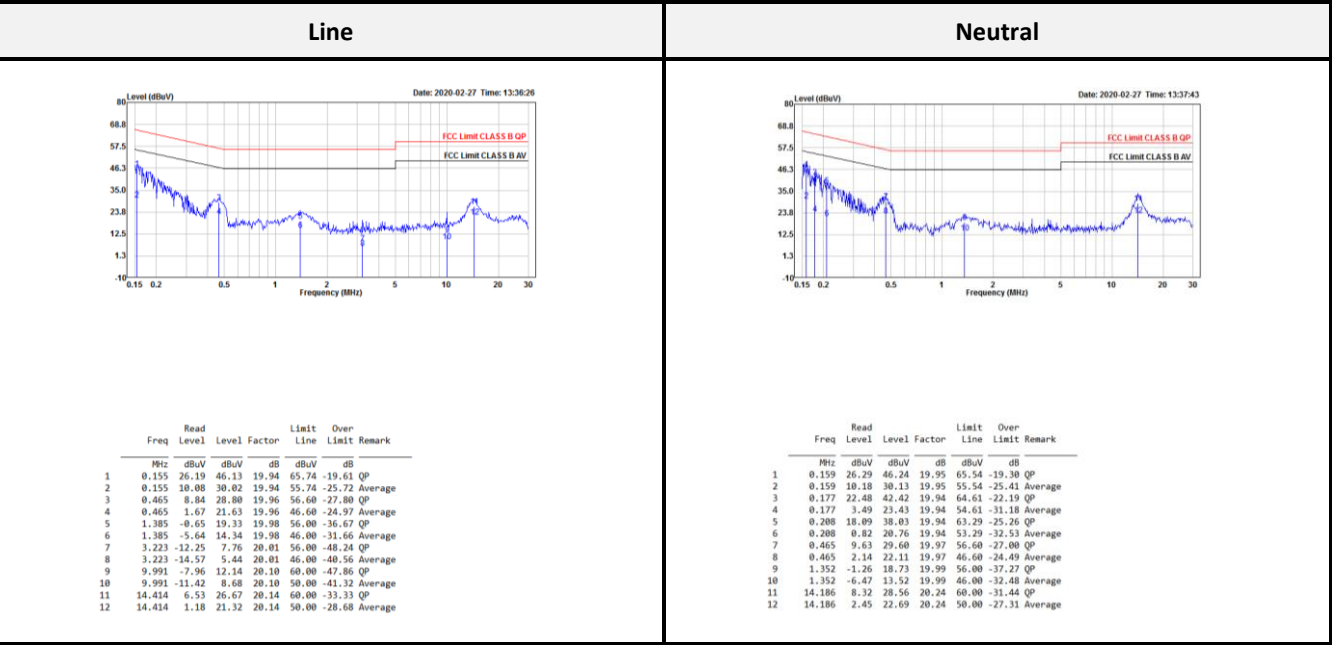 Line
Neutral
Level (dBuV)
Date: 2020-02-27 Time: 13:36:26
80
68.8
FCC Limit CLASS B QP
57.5
FCC Limit CLASS B AV
46.3
35.0
23.8
12.5
1.3
-10
0.15 0.2 0.5 1 2 5 10 20 30
Frequency (MHz)
Read Limit Over
Freq Level Level Factor Line Limit Remark
MHz dBuV dBuV dB dBuV dB
1 0.155 26.19 46.13 19.94 65.74 -19.61 QP
2 0.155 10.08 30.02 19.94 55.74 -25.72 Average
3 0.465 8.84 28.80 19.96 56.60 -27.80 QP
4 0.465 1.67 21.63 19.96 46.60 -24.97 Average
5 1.385 -0.65 19.33 19.98 56.00 -36.67 QP
6 1.385 -5.64 14.34 19.98 46.00 -31.66 Average
7 3.223 -12.25 7.76 20.01 56.00 -48.24 QP
8 3.223 -14.57 5.44 20.01 46.00 -40.56 Average
9 9.991 -7.96 12.14 20.10 60.00 -47.86 QP
10 9.991 -11.42 8.68 20.10 50.00 -41.32 Average
11 14.414 6.53 26.67 20.14 60.00 -33.33 QP
12 14.414 1.18 21.32 20.14 50.00 -28.68 Average
Level (dBuV)
Date: 2020-02-27 Time: 13:37:43
80
68.8
FCC Limit CLASS B QP
57.5
FCC Limit CLASS B AV
46.3
35.0
23.8
12.5
1.3
-10
0.15 0.2 0.5 1 2 5 10 20 30
Frequency (MHz)
Read Limit Over
Freq Level Level Factor Line Limit Remark
MHz dBuV dBuV dB dBuV dB
1 0.159 26.29 46.24 19.95 65.54 -19.30 QP
2 0.159 10.18 30.13 19.95 55.54 -25.41 Average
3 0.177 22.48 42.42 19.94 64.61 -22.19 QP
4 0.177 3.49 23.43 19.94 54.61 -31.18 Average
5 0.208 18.09 38.03 19.94 63.29 -25.26 QP
6 0.208 0.82 20.76 19.94 53.29 -32.53 Average
7 0.465 9.63 29.60 19.97 56.60 -27.00 QP
8 0.465 2.14 22.11 19.97 46.60 -24.49 Average
9 1.352 -1.26 18.73 19.99 56.00 -37.27 QP
10 1.352 -6.47 13.52 19.99 46.00 -32.48 Average
11 14.186 8.32 28.56 20.24 60.00 -31.44 QP
12 14.186 2.45 22.69 20.24 50.00 -27.31 Average